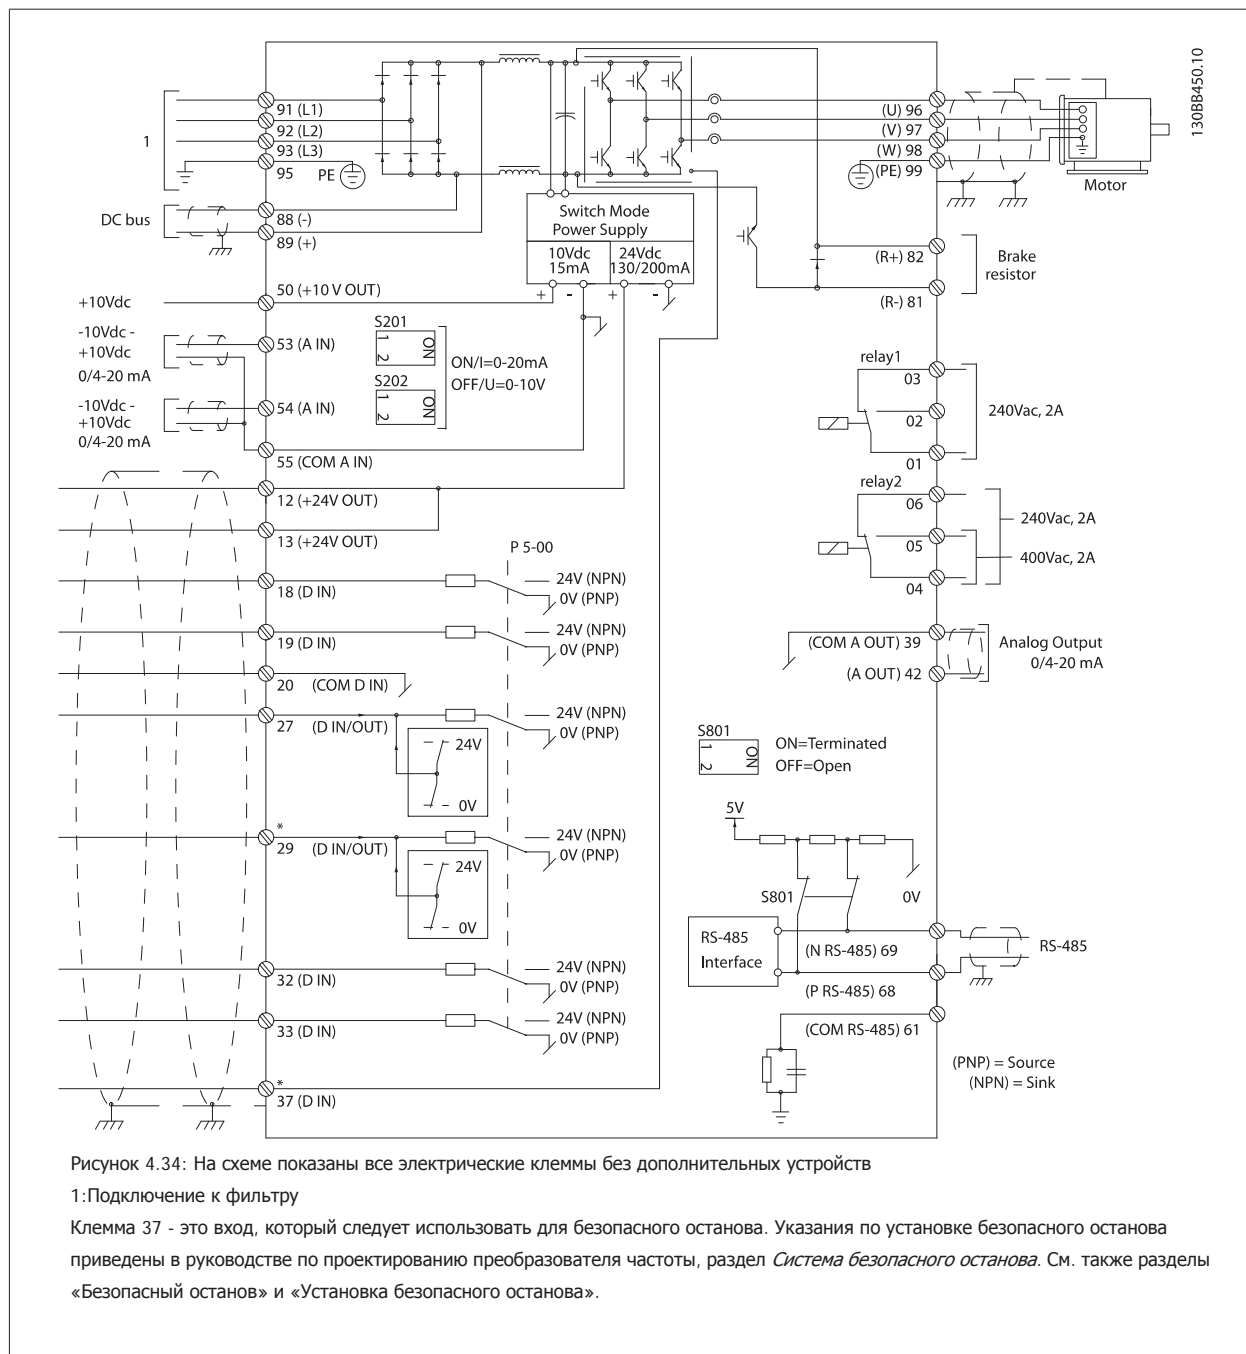 130BB450.10
1
91 (L1)
92 (L2)
93 (L3)
95
PE
DC bus
88 (-)
89 (+)
Switch Mode
Power Supply
10Vdc
15mA
24Vdc
130/200mA
+
-
+
-
(U) 96
(V) 97
(W) 98
(PE) 99
Motor
(R+) 82
Brake
resistor
(R-) 81
+10Vdc
50 (+10 V OUT)
-10Vdc -
+10Vdc
0/4-20 mA
53 (A IN)
S201
1
2
ON
ON/I=0-20mA
OFF/U=0-10V
S202
1
2
ON
-10Vdc -
+10Vdc
0/4-20 mA
54 (A IN)
55 (COM A IN)
12 (+24V OUT)
13 (+24V OUT)
relay1
03
02
01
240Vac, 2A
relay2
06
05
04
240Vac, 2A
400Vac, 2A
P 5-00
18 (D IN)
24V (NPN)
0V (PNP)
19 (D IN)
24V (NPN)
0V (PNP)
20 (COM D IN)
27 (D IN/OUT)
24V (NPN)
0V (PNP)
24V
0V
*
29 (D IN/OUT)
24V (NPN)
0V (PNP)
24V
0V
32 (D IN)
24V (NPN)
0V (PNP)
33 (D IN)
24V (NPN)
0V (PNP)
*
37 (D IN)
(COM A OUT) 39
(A OUT) 42
Analog Output
0/4-20 mA
S801
1
2
ON
ON=Terminated
OFF=Open
5V
S801
0V
RS-485
Interface
(N RS-485) 69
(P RS-485) 68
RS-485
(COM RS-485) 61
(PNP) = Source
(NPN) = Sink
Рисунок 4.34: На схеме показаны все электрические клеммы без дополнительных устройств
1:Подключение к фильтру
Клемма 37 - это вход, который следует использовать для безопасного останова. Указания по установке безопасного останова
приведены в руководстве по проектированию преобразователя частоты, раздел Система безопасного останова. См. также разделы
«Безопасный останов» и «Установка безопасного останова».